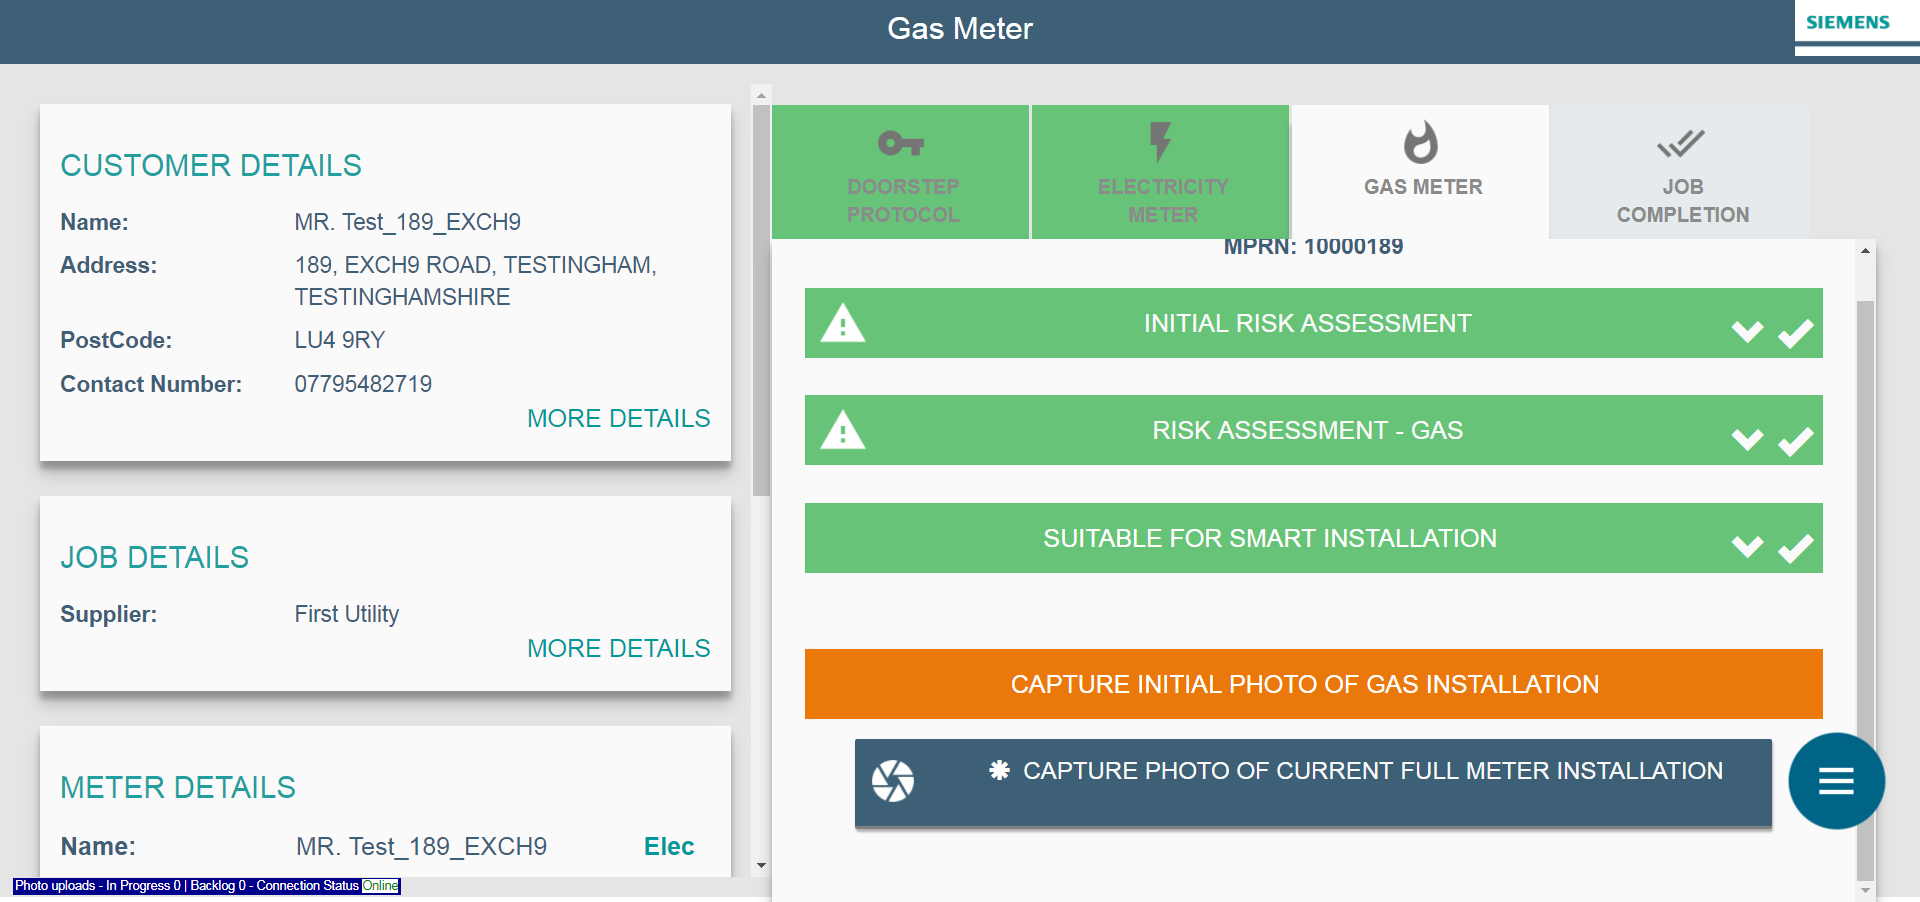 Gas Meter
SIEMENS
CUSTOMER DETAILS
Name: MR. Test_189_EXCH9
Address: 189, EXCH9 ROAD, TESTINGHAM,
TESTINGHAMSHIRE
PostCode: LU4 9RY
Contact Number: 07795482719
MORE DETAILS
JOB DETAILS
Supplier: First Utility
MORE DETAILS
METER DETAILS
Name: MR. Test_189_EXCH9 Elec
Photo uploads - In Progress 0 | Backlog 0 - Connection Status Online
DOORSTEP
PROTOCOL
ELECTRICITY
METER
GAS METER
JOB
COMPLETION
MPRN: 10000189
INITIAL RISK ASSESSMENT
RISK ASSESSMENT - GAS
SUITABLE FOR SMART INSTALLATION
CAPTURE INITIAL PHOTO OF GAS INSTALLATION
✱ CAPTURE PHOTO OF CURRENT FULL METER INSTALLATION